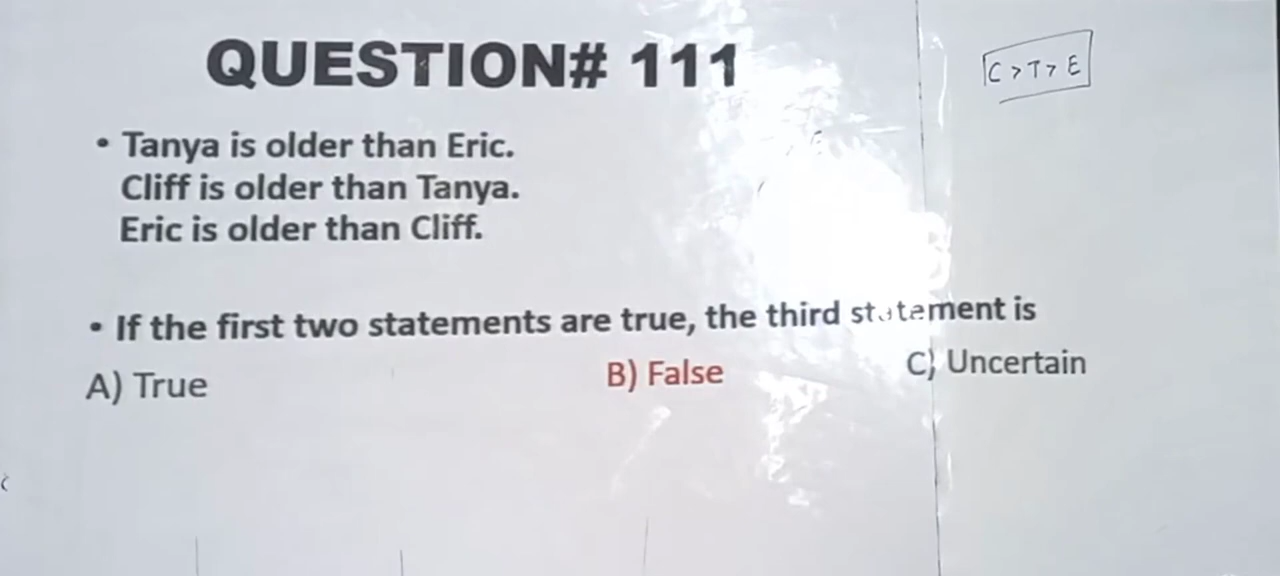 QUESTION# 111
C > T > E
• Tanya is older than Eric.
Cliff is older than Tanya.
Eric is older than Cliff.
• If the first two statements are true, the third statement is
A) True B) False C) Uncertain